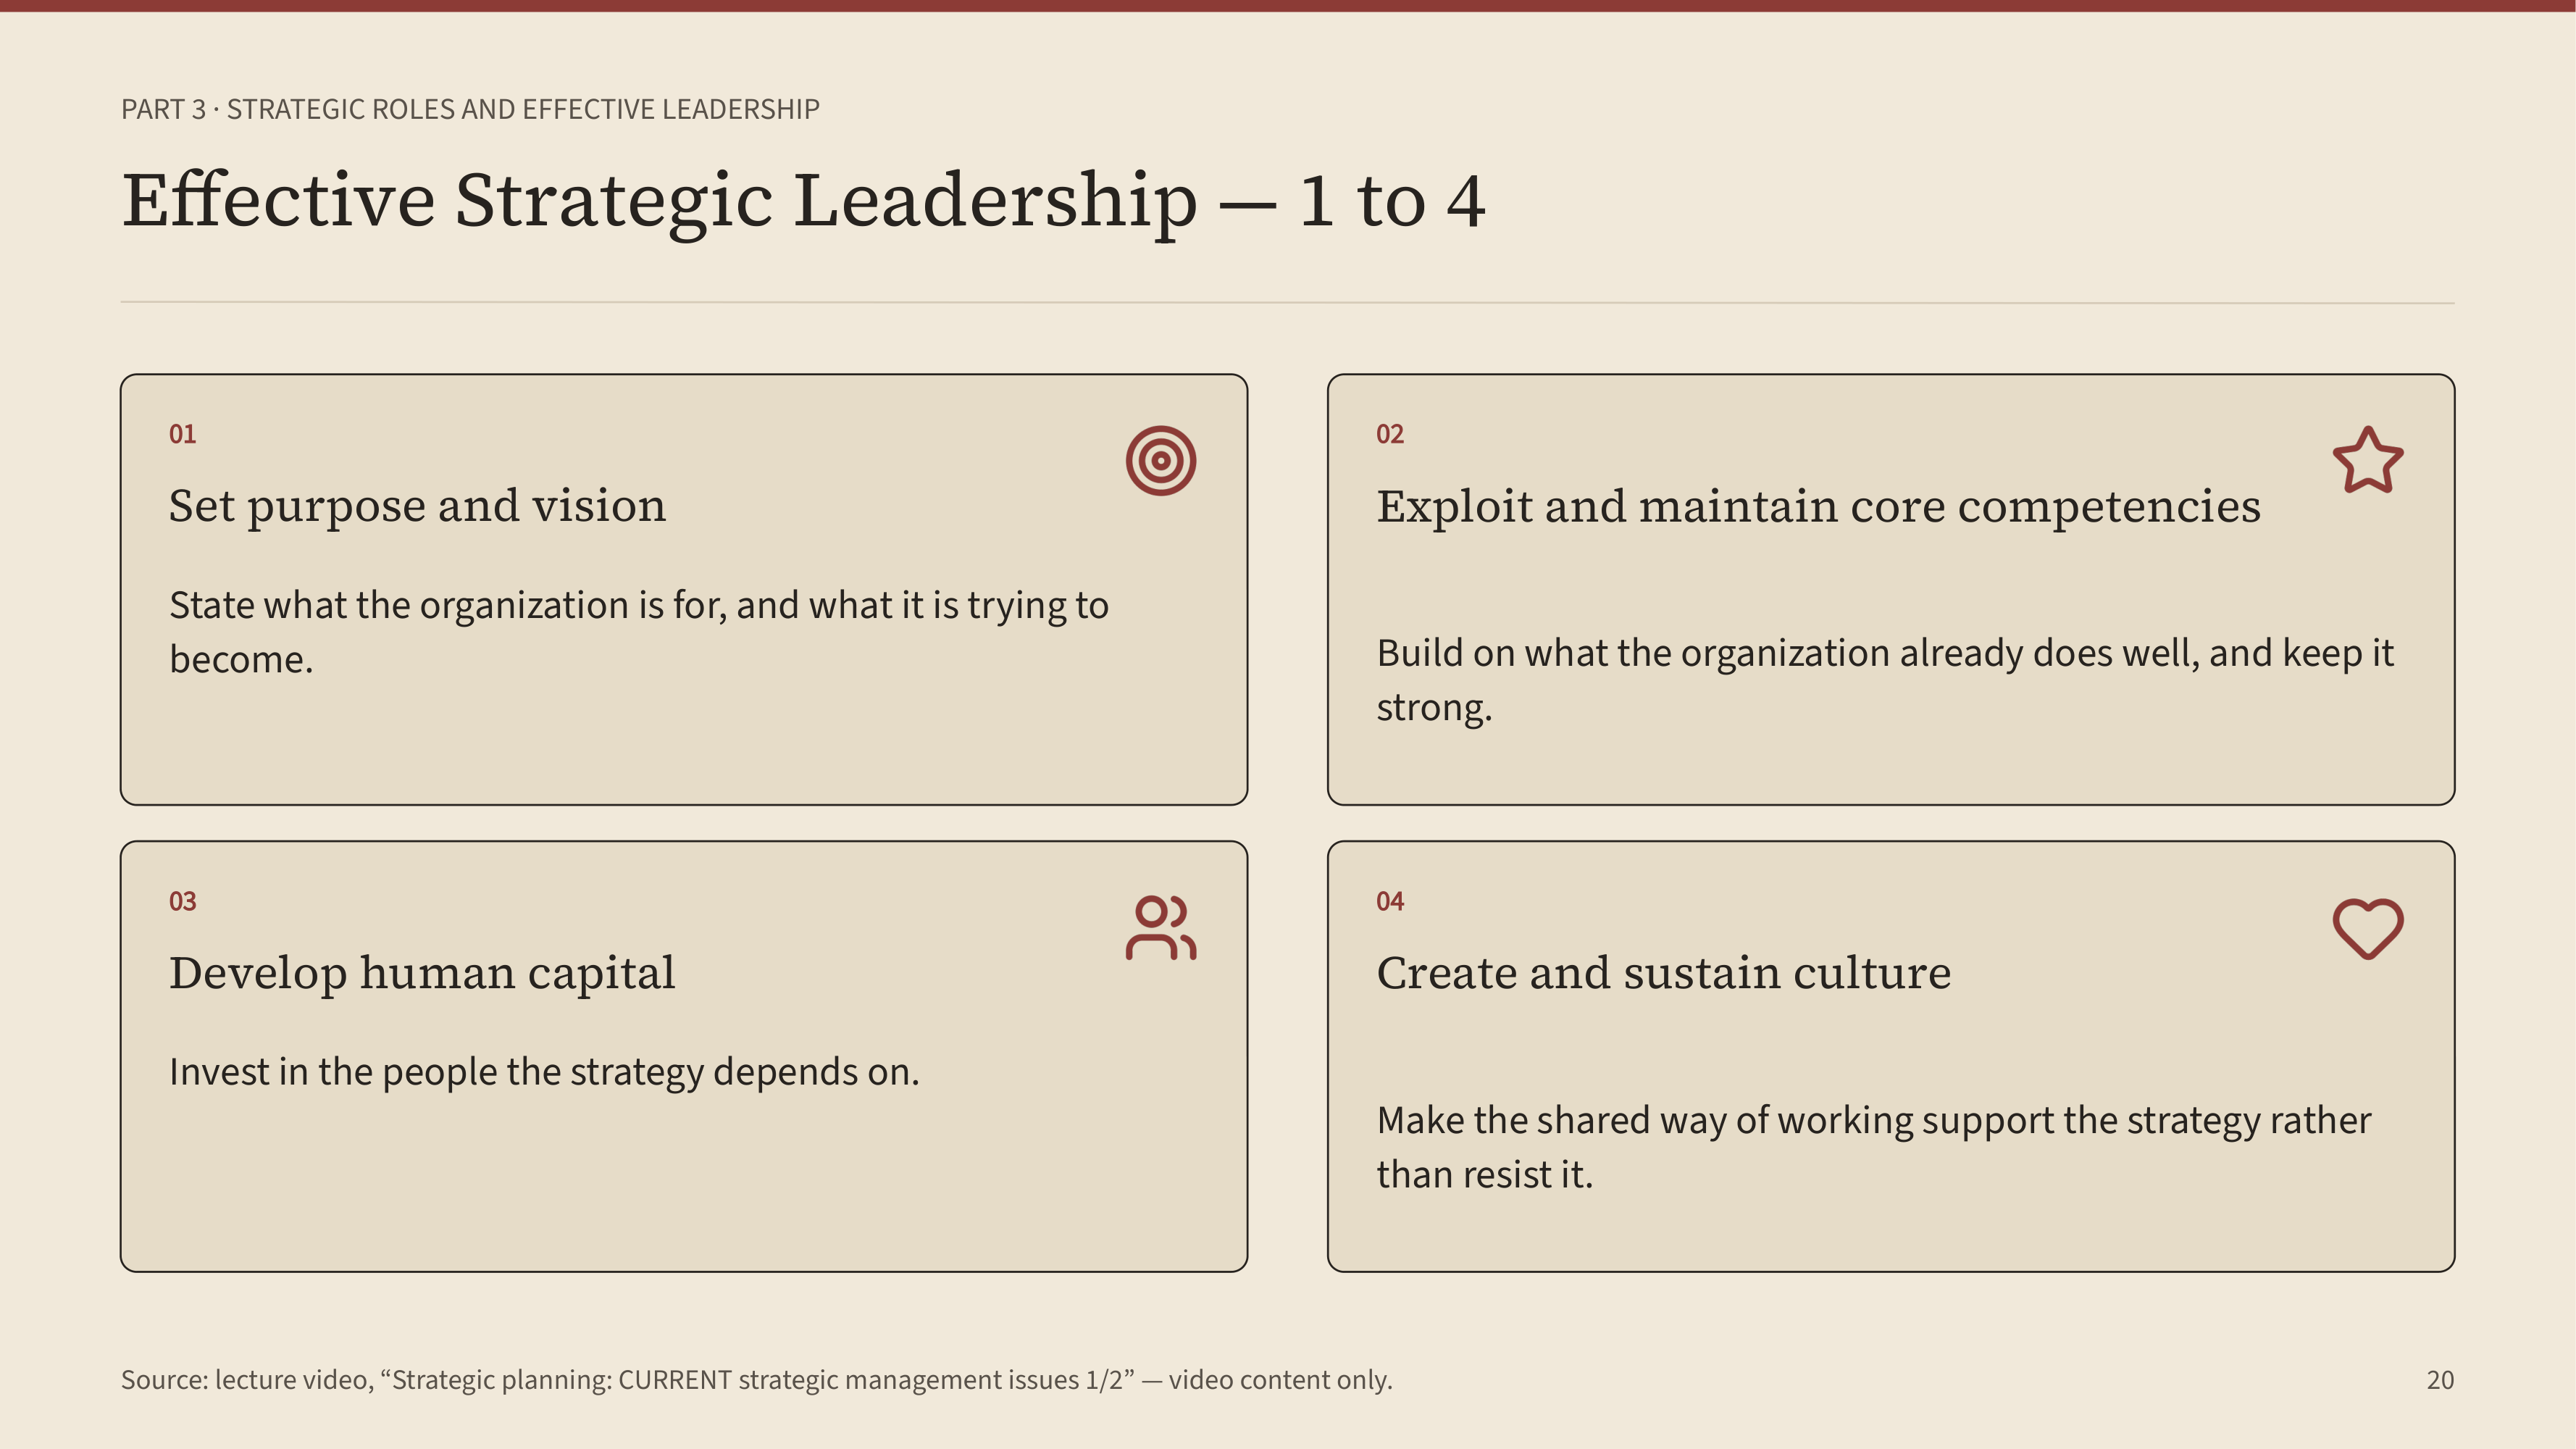 PART 3 · STRATEGIC ROLES AND EFFECTIVE LEADERSHIP
Effective Strategic Leadership — 1 to 4
01
Set purpose and vision
State what the organization is for, and what it is trying to
become.
02
Exploit and maintain core competencies
Build on what the organization already does well, and keep it
strong.
03
Develop human capital
Invest in the people the strategy depends on.
04
Create and sustain culture
Make the shared way of working support the strategy rather
than resist it.
Source: lecture video, “Strategic planning: CURRENT strategic management issues 1/2” — video content only.
20